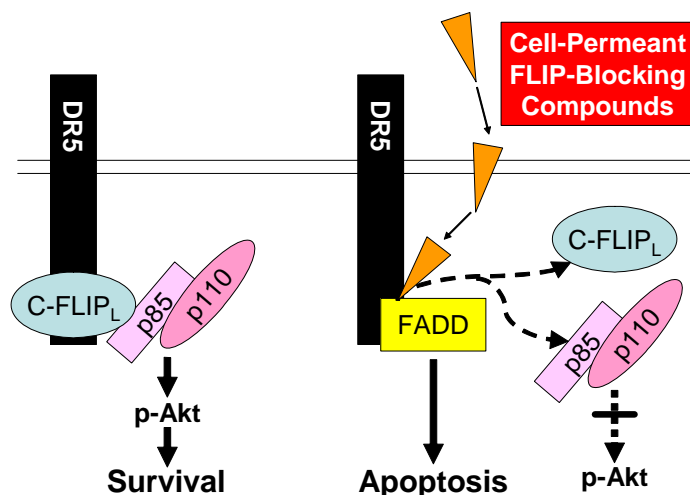 DR5
C-FLIPL
p85
p110
p-Akt
Survival
DR5
Cell-Permeant
FLIP-Blocking
Compounds
C-FLIPL
FADD
p85
p110
Apoptosis
p-Akt